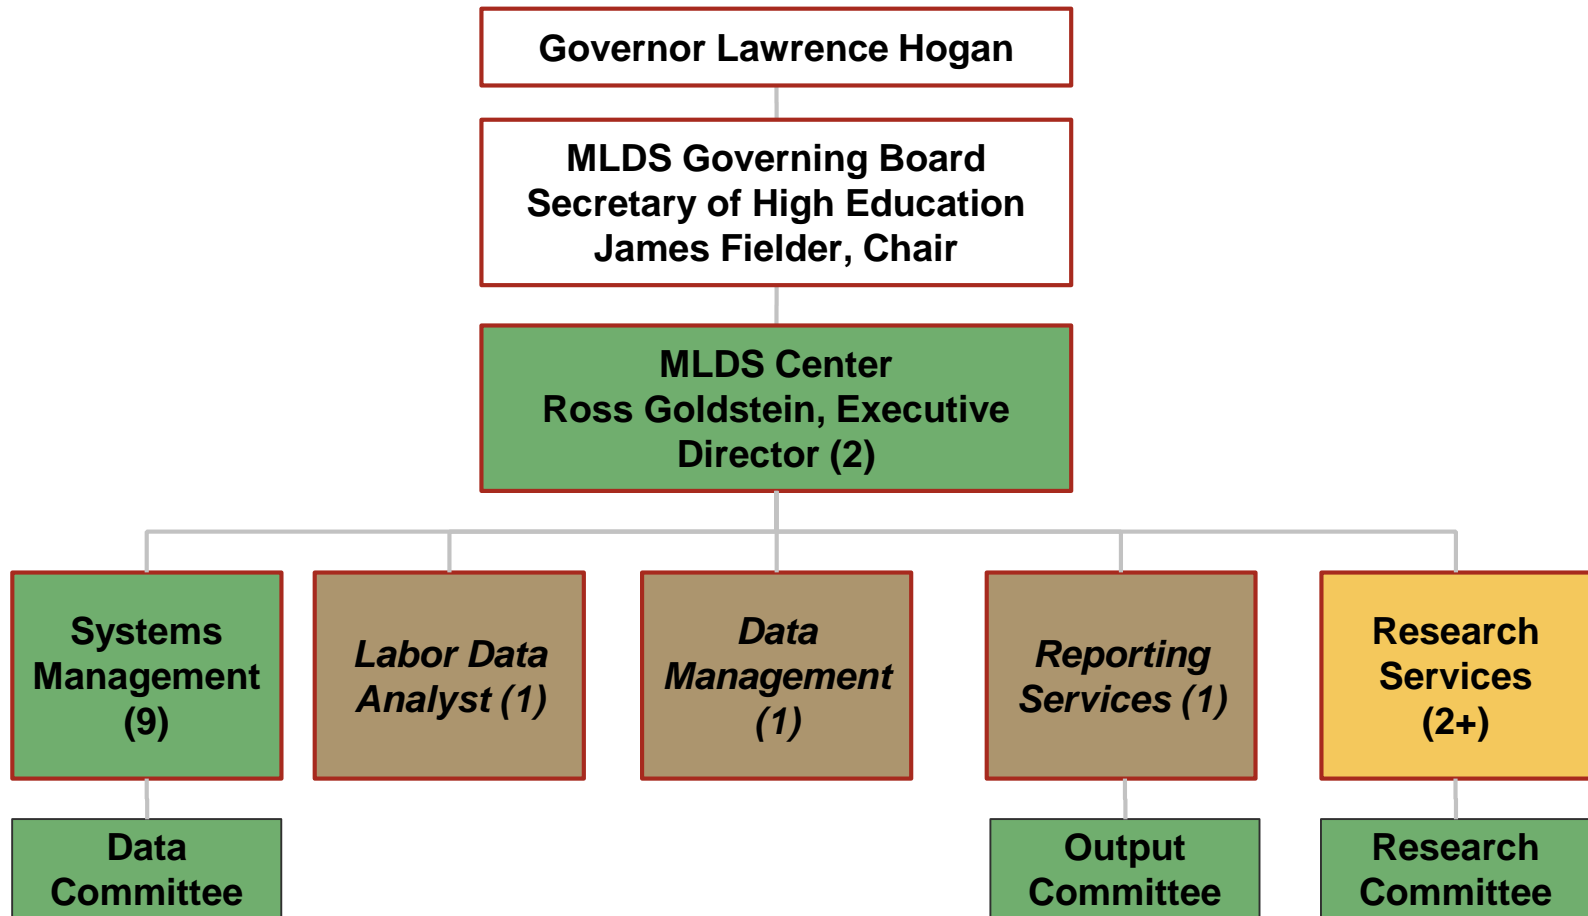 Governor Lawrence Hogan
MLDS Governing Board
Secretary of High Education
James Fielder, Chair
MLDS Center
Ross Goldstein, Executive
Director (2)
Systems
Management
(9)
Labor Data
Analyst (1)
Data
Management
(1)
Reporting
Services (1)
Research
Services
(2+)
Data
Committee
Output
Committee
Research
Committee